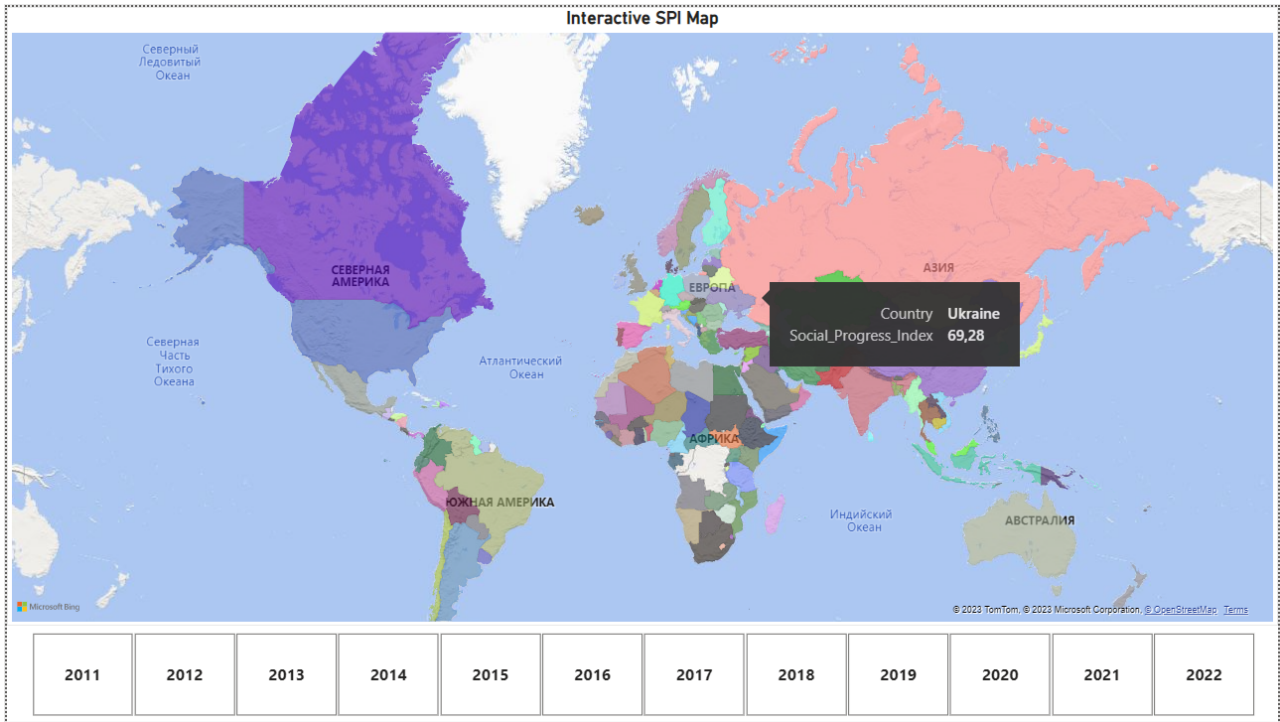 Interactive SPI Map
Северный
Ледовитый
Океан
СЕВЕРНАЯ
АМЕРИКА
АЗИЯ
ЕВРОПА
Country Ukraine
Social_Progress_Index 69,28
Северная
Часть
Тихого
Океана
Атлантический
Океан
АФРИКА
ЮЖНАЯ АМЕРИКА
Индийский
Океан
АВСТРАЛИЯ
Microsoft Bing
© 2023 TomTom, © 2023 Microsoft Corporation, © OpenStreetMap Terms
2011 2012 2013 2014 2015 2016 2017 2018 2019 2020 2021 2022